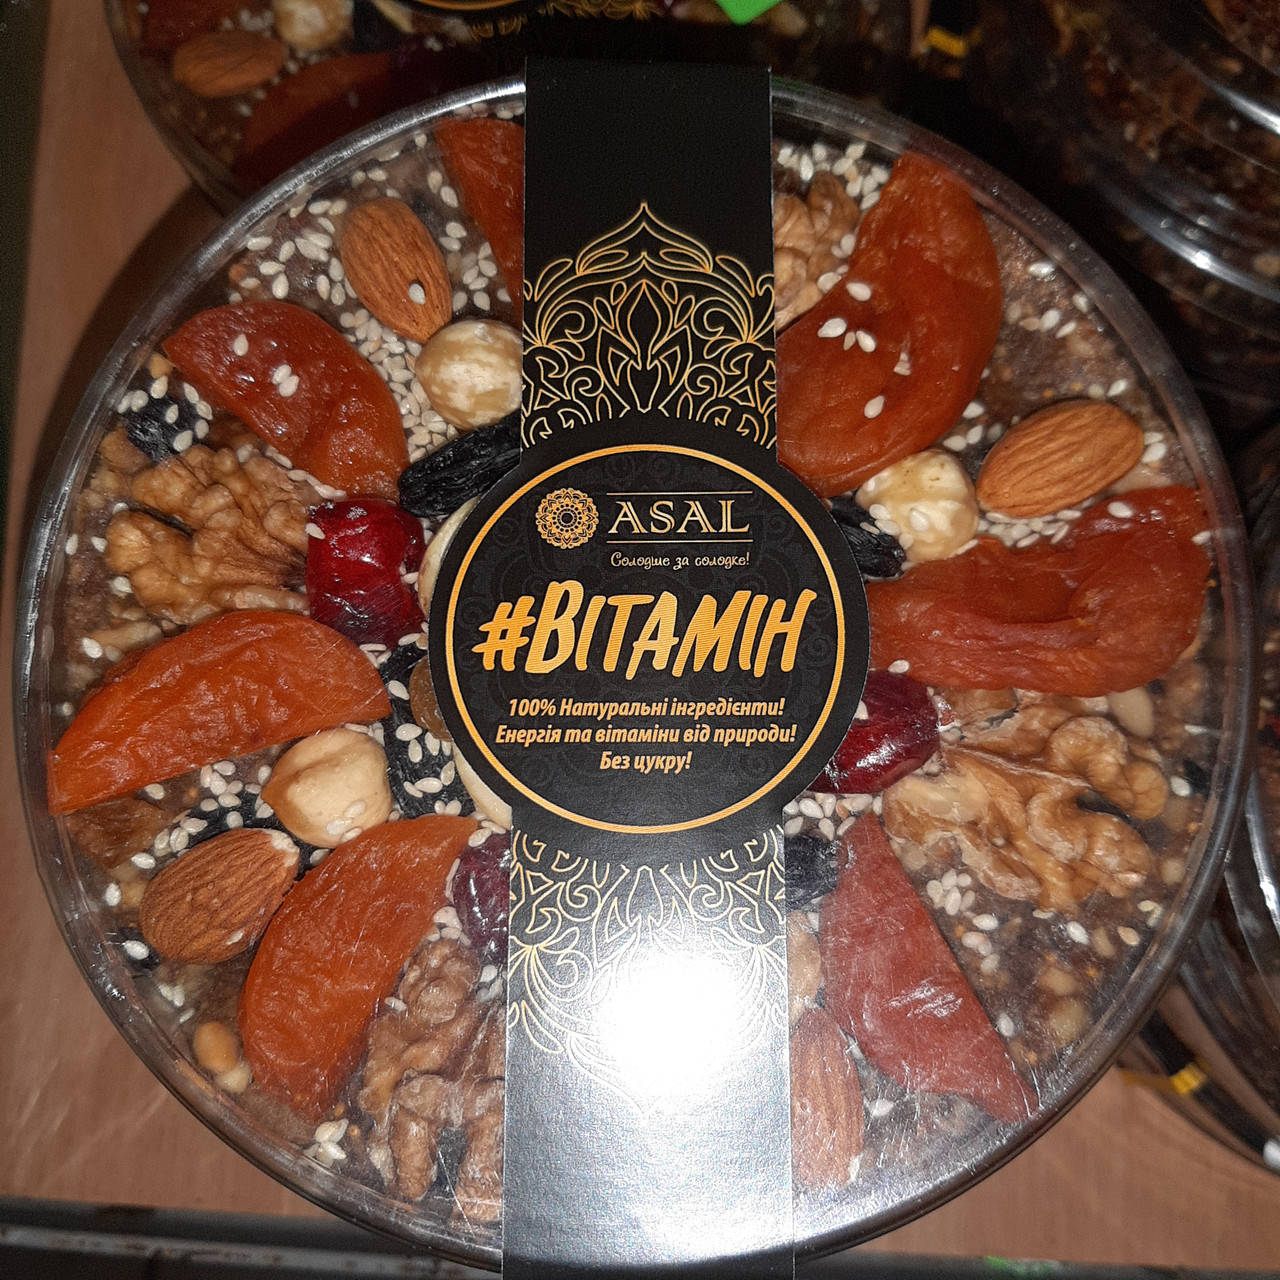 ASAL
Солодше за солодке!
#ВІТАМІН
100% Натуральні інгредієнти!
Енергія та вітаміни від природи!
Без цукру!